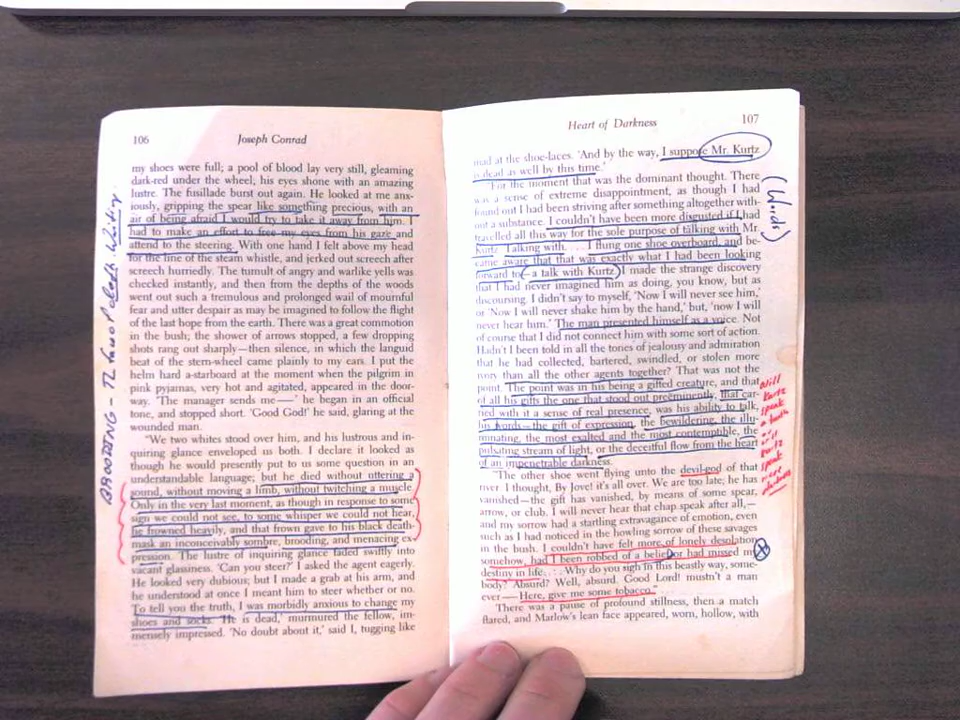 106 Joseph Conrad
my shoes were full; a pool of blood lay very still, gleaming
dark-red under the wheel; his eyes shone with an amazing
lustre. The fusillade burst out again. He looked at me anx-
iously, gripping the spear like something precious, with an
air of being afraid I would try to take it away from him. I
had to make an effort to free my eyes from his gaze and
attend to the steering. With one hand I felt above my head
for the line of the steam whistle, and jerked out screech after
screech hurriedly. The tumult of angry and warlike yells was
checked instantly, and then from the depths of the woods
went out such a tremulous and prolonged wail of mournful
fear and utter despair as may be imagined to follow the flight
of the last hope from the earth. There was a great commotion
in the bush; the shower of arrows stopped, a few dropping
shots rang out sharply—then silence, in which the languid
beat of the stern-wheel came plainly to my ears. I put the
helm hard a-starboard at the moment when the pilgrim in
pink pyjamas, very hot and agitated, appeared in the door-
way. 'The manager sends me—' he began in an official
tone, and stopped short. 'Good God!' he said, glaring at the
wounded man.
"We two whites stood over him, and his lustrous and in-
quiring glance enveloped us both. I declare it looked as
though he would presently put to us some question in an
understandable language; but he died without uttering a
sound, without moving a limb, without twitching a muscle.
Only in the very last moment, as though in response to some
sign we could not see, to some whisper we could not hear,
he frowned heavily, and that frown gave to his black death-
mask an inconceivably sombre, brooding, and menacing ex-
pression. The lustre of inquiring glance faded swiftly into
vacant glassiness. 'Can you steer?' I asked the agent eagerly.
He looked very dubious; but I made a grab at his arm, and
he understood at once I meant him to steer whether or no.
To tell you the truth, I was morbidly anxious to change my
shoes and socks. 'He is dead,' murmured the fellow, im-
mensely impressed. 'No doubt about it,' said I, tugging like
BROODING - The
Heart of Darkness 107
mad at the shoe-laces. 'And by the way, I suppose Mr. Kurtz
is dead as well by this time.'
"For the moment that was the dominant thought. There
was a sense of extreme disappointment, as though I had
found out I had been striving after something altogether with-
out a substance. I couldn't have been more disgusted if I had
travelled all this way for the sole purpose of talking with Mr.
Kurtz. Talking with. . . . I flung one shoe overboard, and be-
came aware that that was exactly what I had been looking
forward to—a talk with Kurtz. I made the strange discovery
that I had never imagined him as doing, you know, but as
discoursing. I didn't say to myself, 'Now I will never see him,'
or 'Now I will never shake him by the hand,' but, 'now I will
never hear him.' The man presented himself as a voice. Not
of course that I did not connect him with some sort of action.
Hadn't I been told in all the tones of jealousy and admiration
that he had collected, bartered, swindled, or stolen more
ivory than all the other agents together? That was not the
point. The point was in his being a gifted creature, and that
of all his gifts the one that stood out preëminently, that car-
ried with it a sense of real presence, was his ability to talk,
his words—the gift of expression, the bewildering, the illu-
minating, the most exalted and the most contemptible, the
pulsating stream of light, or the deceitful flow from the heart
of an impenetrable darkness.
"The other shoe went flying unto the devil-god of that
river. I thought, By Jove! it's all over. We are too late; he has
vanished—the gift has vanished, by means of some spear,
arrow, or club. I will never hear that chap speak after all,—
and my sorrow had a startling extravagance of emotion, even
such as I had noticed in the howling sorrow of these savages
in the bush. I couldn't have felt more of lonely desolation
somehow, had I been robbed of a belief or had missed my
destiny in life. . . . Why do you sigh in this beastly way, some-
body? Absurd? Well, absurd. Good Lord! mustn't a man
ever—Here, give me some tobacco."
There was a pause of profound stillness, then a match
flared, and Marlow's lean face appeared, worn, hollow, with
(Words)
Will
Kurtz
speak
kurtz
speak